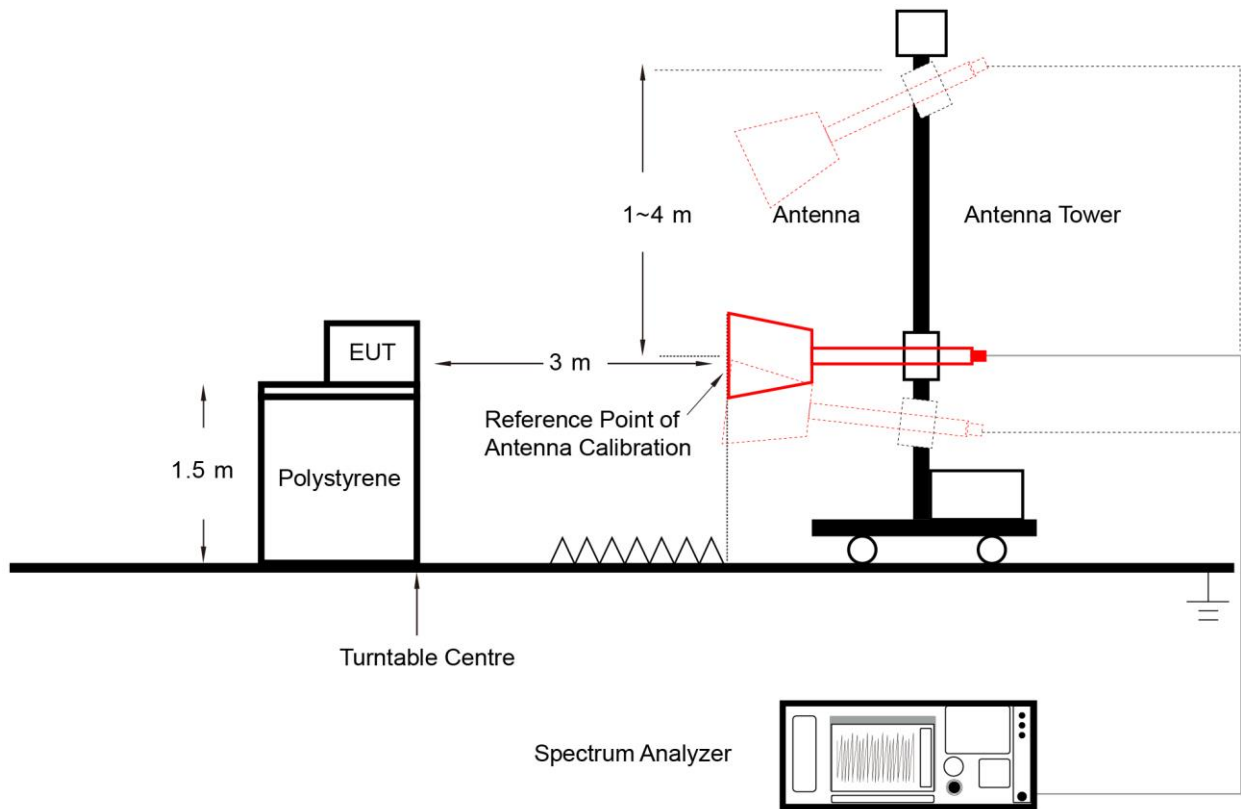 1~4 m
Antenna
Antenna Tower
EUT
3 m
Reference Point of
Antenna Calibration
1.5 m
Polystyrene
Turntable Centre
Spectrum Analyzer